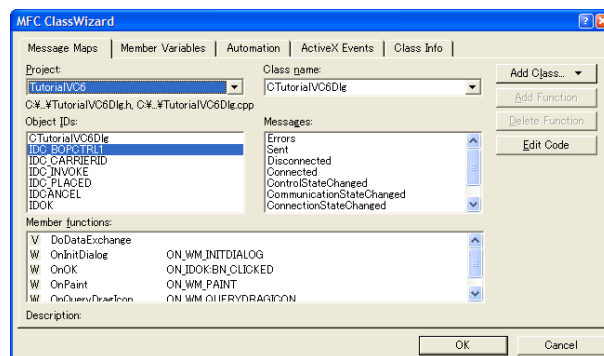 MFC ClassWizard
Message Maps Member Variables Automation ActiveX Events Class Info
Project: Class name:
TutorialVC6 CTutorialVC6Dlg
Add Class...
C:¥...¥TutorialVC6Dlg.h, C:¥...¥TutorialVC6Dlg.cpp
Add Function
Object IDs: Messages:
Delete Function
CTutorialVC6Dlg Errors
Edit Code
IDC_BOPCTRL1 Sent
IDC_CARRIERID Disconnected
IDC_INVOKE Connected
IDC_PLACED ControlStateChanged
IDCANCEL CommunicationStateChanged
IDOK ConnectionStateChanged
Member functions:
V DoDataExchange
W OnInitDialog ON_WM_INITDIALOG
W OnOK ON_IDOK:BN_CLICKED
W OnPaint ON_WM_PAINT
W OnQueryDragIcon ON_WM_QUERYDRAGICON
Description:
OK Cancel